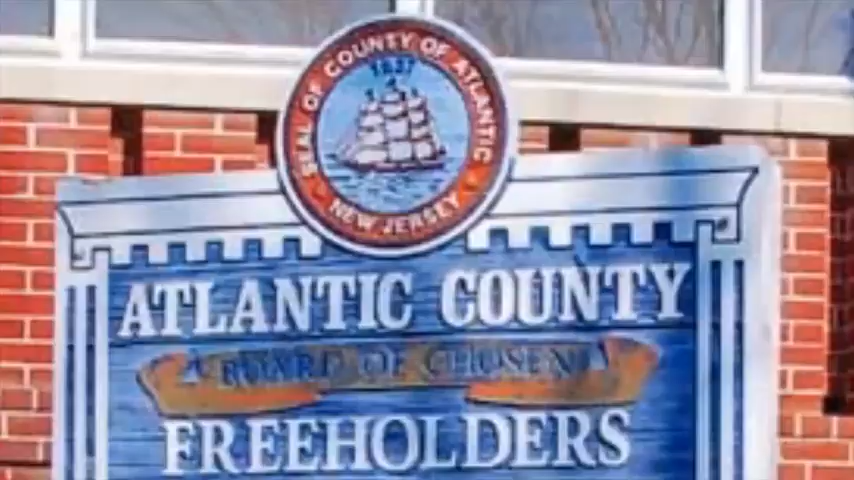 SEAL OF COUNTY OF ATLANTIC
1837
NEW JERSEY
ATLANTIC COUNTY
BOARD OF CHOSEN
FREEHOLDERS